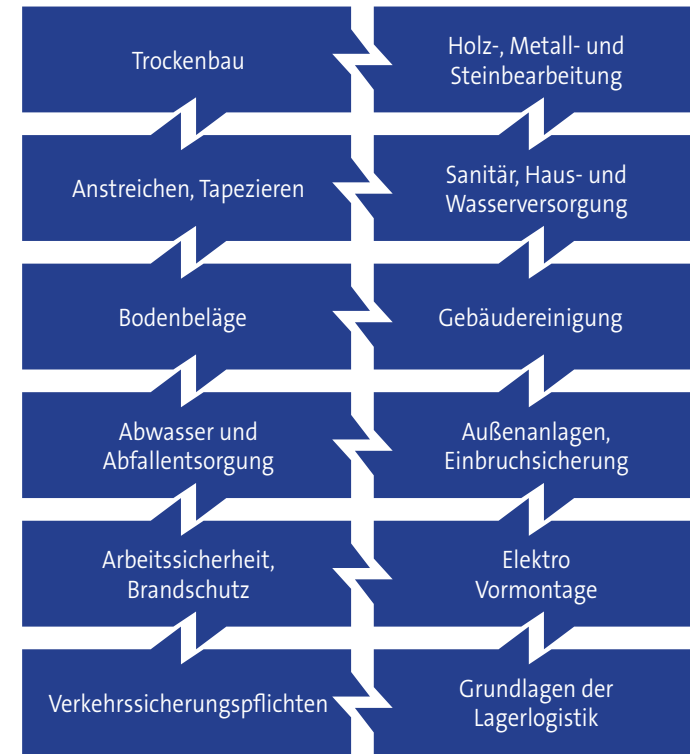 Trockenbau
Holz-, Metall- und
Steinbearbeitung
Anstreichen, Tapezieren
Sanitär, Haus- und
Wasserversorgung
Bodenbeläge
Gebäudereinigung
Abwasser und
Abfallentsorgung
Außenanlagen,
Einbruchsicherung
Arbeitssicherheit,
Brandschutz
Elektro
Vormontage
Verkehrssicherungspflichten
Grundlagen der
Lagerlogistik